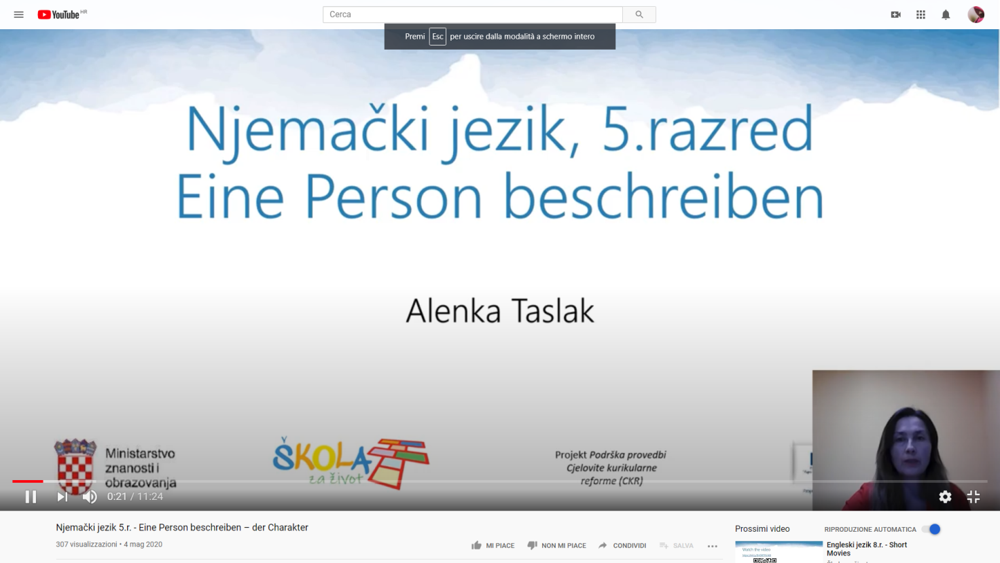 YouTube HR
Cerca
Premi Esc per uscire dalla modalità a schermo intero
Njemački jezik, 5.razred
Eine Person beschreiben
Alenka Taslak
Ministarstvo
znanosti i
obrazovanja
ŠKOLA
za život
Projekt Podrška provedbi
Cjelovite kurikularne
reforme (CKR)
0:21 / 11:24
Njemački jezik 5.r. - Eine Person beschreiben – der Charakter
307 visualizzazioni • 4 mag 2020
MI PIACE
NON MI PIACE
CONDIVIDI
SALVA
Prossimi video
RIPRODUZIONE AUTOMATICA
Watch the video
Engleski jezik 8.r. - Short
Movies